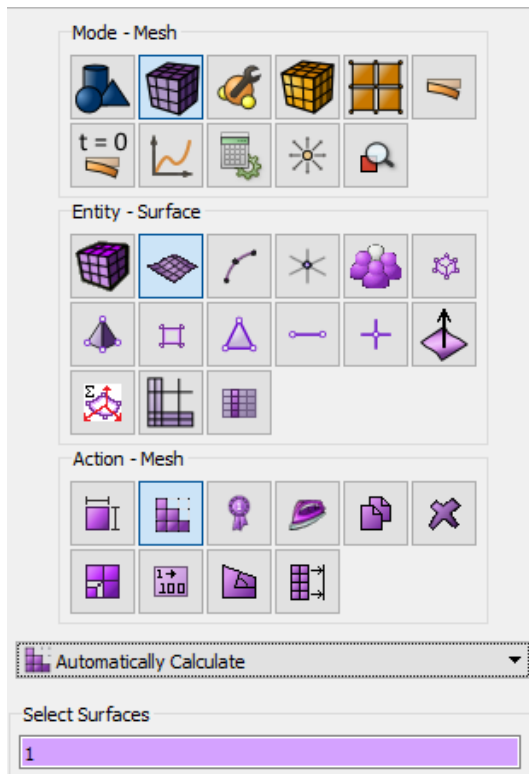 Mode - Mesh
t = 0
Entity - Surface
Σ
Action - Mesh
1→
100
Automatically Calculate
Select Surfaces
1